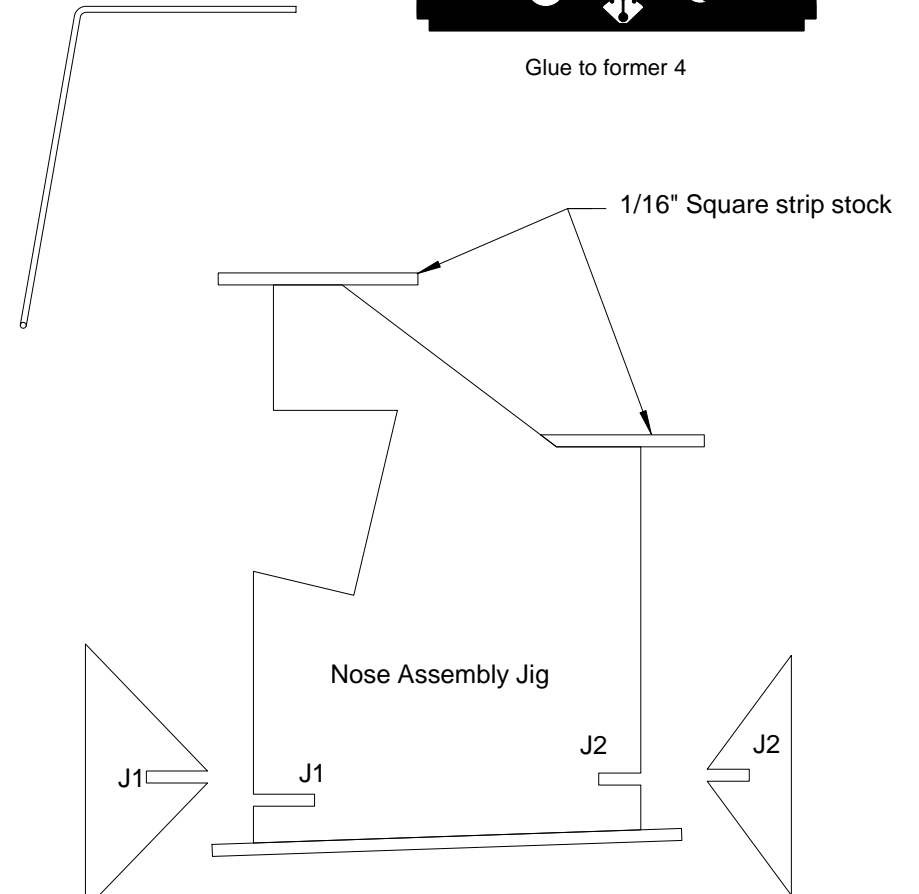 Glue to former 4
1/16" Square strip stock
Nose Assembly Jig
J2
J2
J1
J1